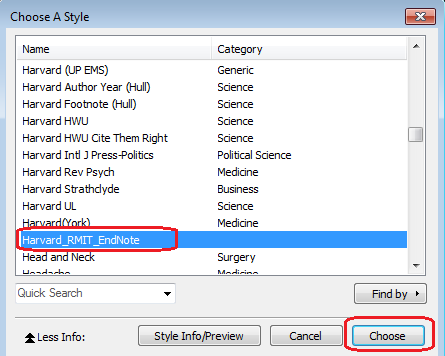 Choose A Style
Name Category
Harvard (UP EMS) Generic
Harvard Author Year (Hull) Science
Harvard Footnote (Hull) Science
Harvard HWU Science
Harvard HWU Cite Them Right Science
Harvard Intl J Press-Politics Political Science
Harvard Rev Psych Medicine
Harvard Strathclyde Business
Harvard UL Science
Harvard(York) Medicine
Harvard_RMIT_EndNote
Head and Neck Surgery
Headache Medicine
Quick Search Find by
Less Info: Style Info/Preview Cancel Choose